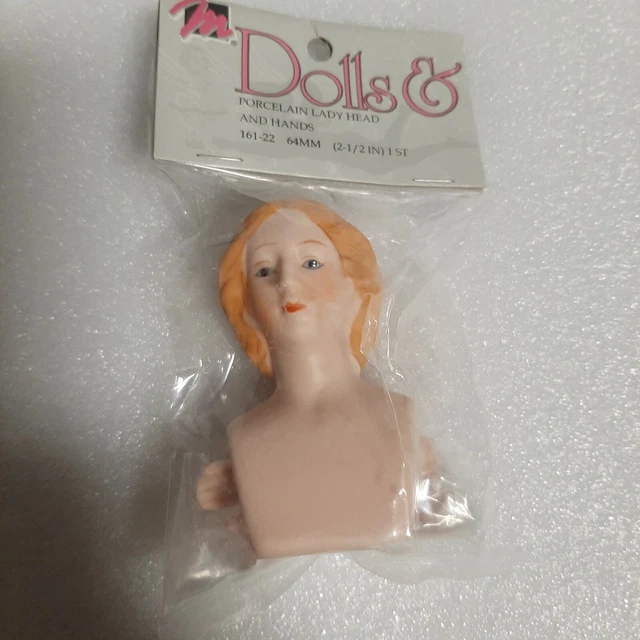 m®
Dolls &
PORCELAIN LADY HEAD
AND HANDS
161-22 64MM (2-1/2 IN) 1 ST